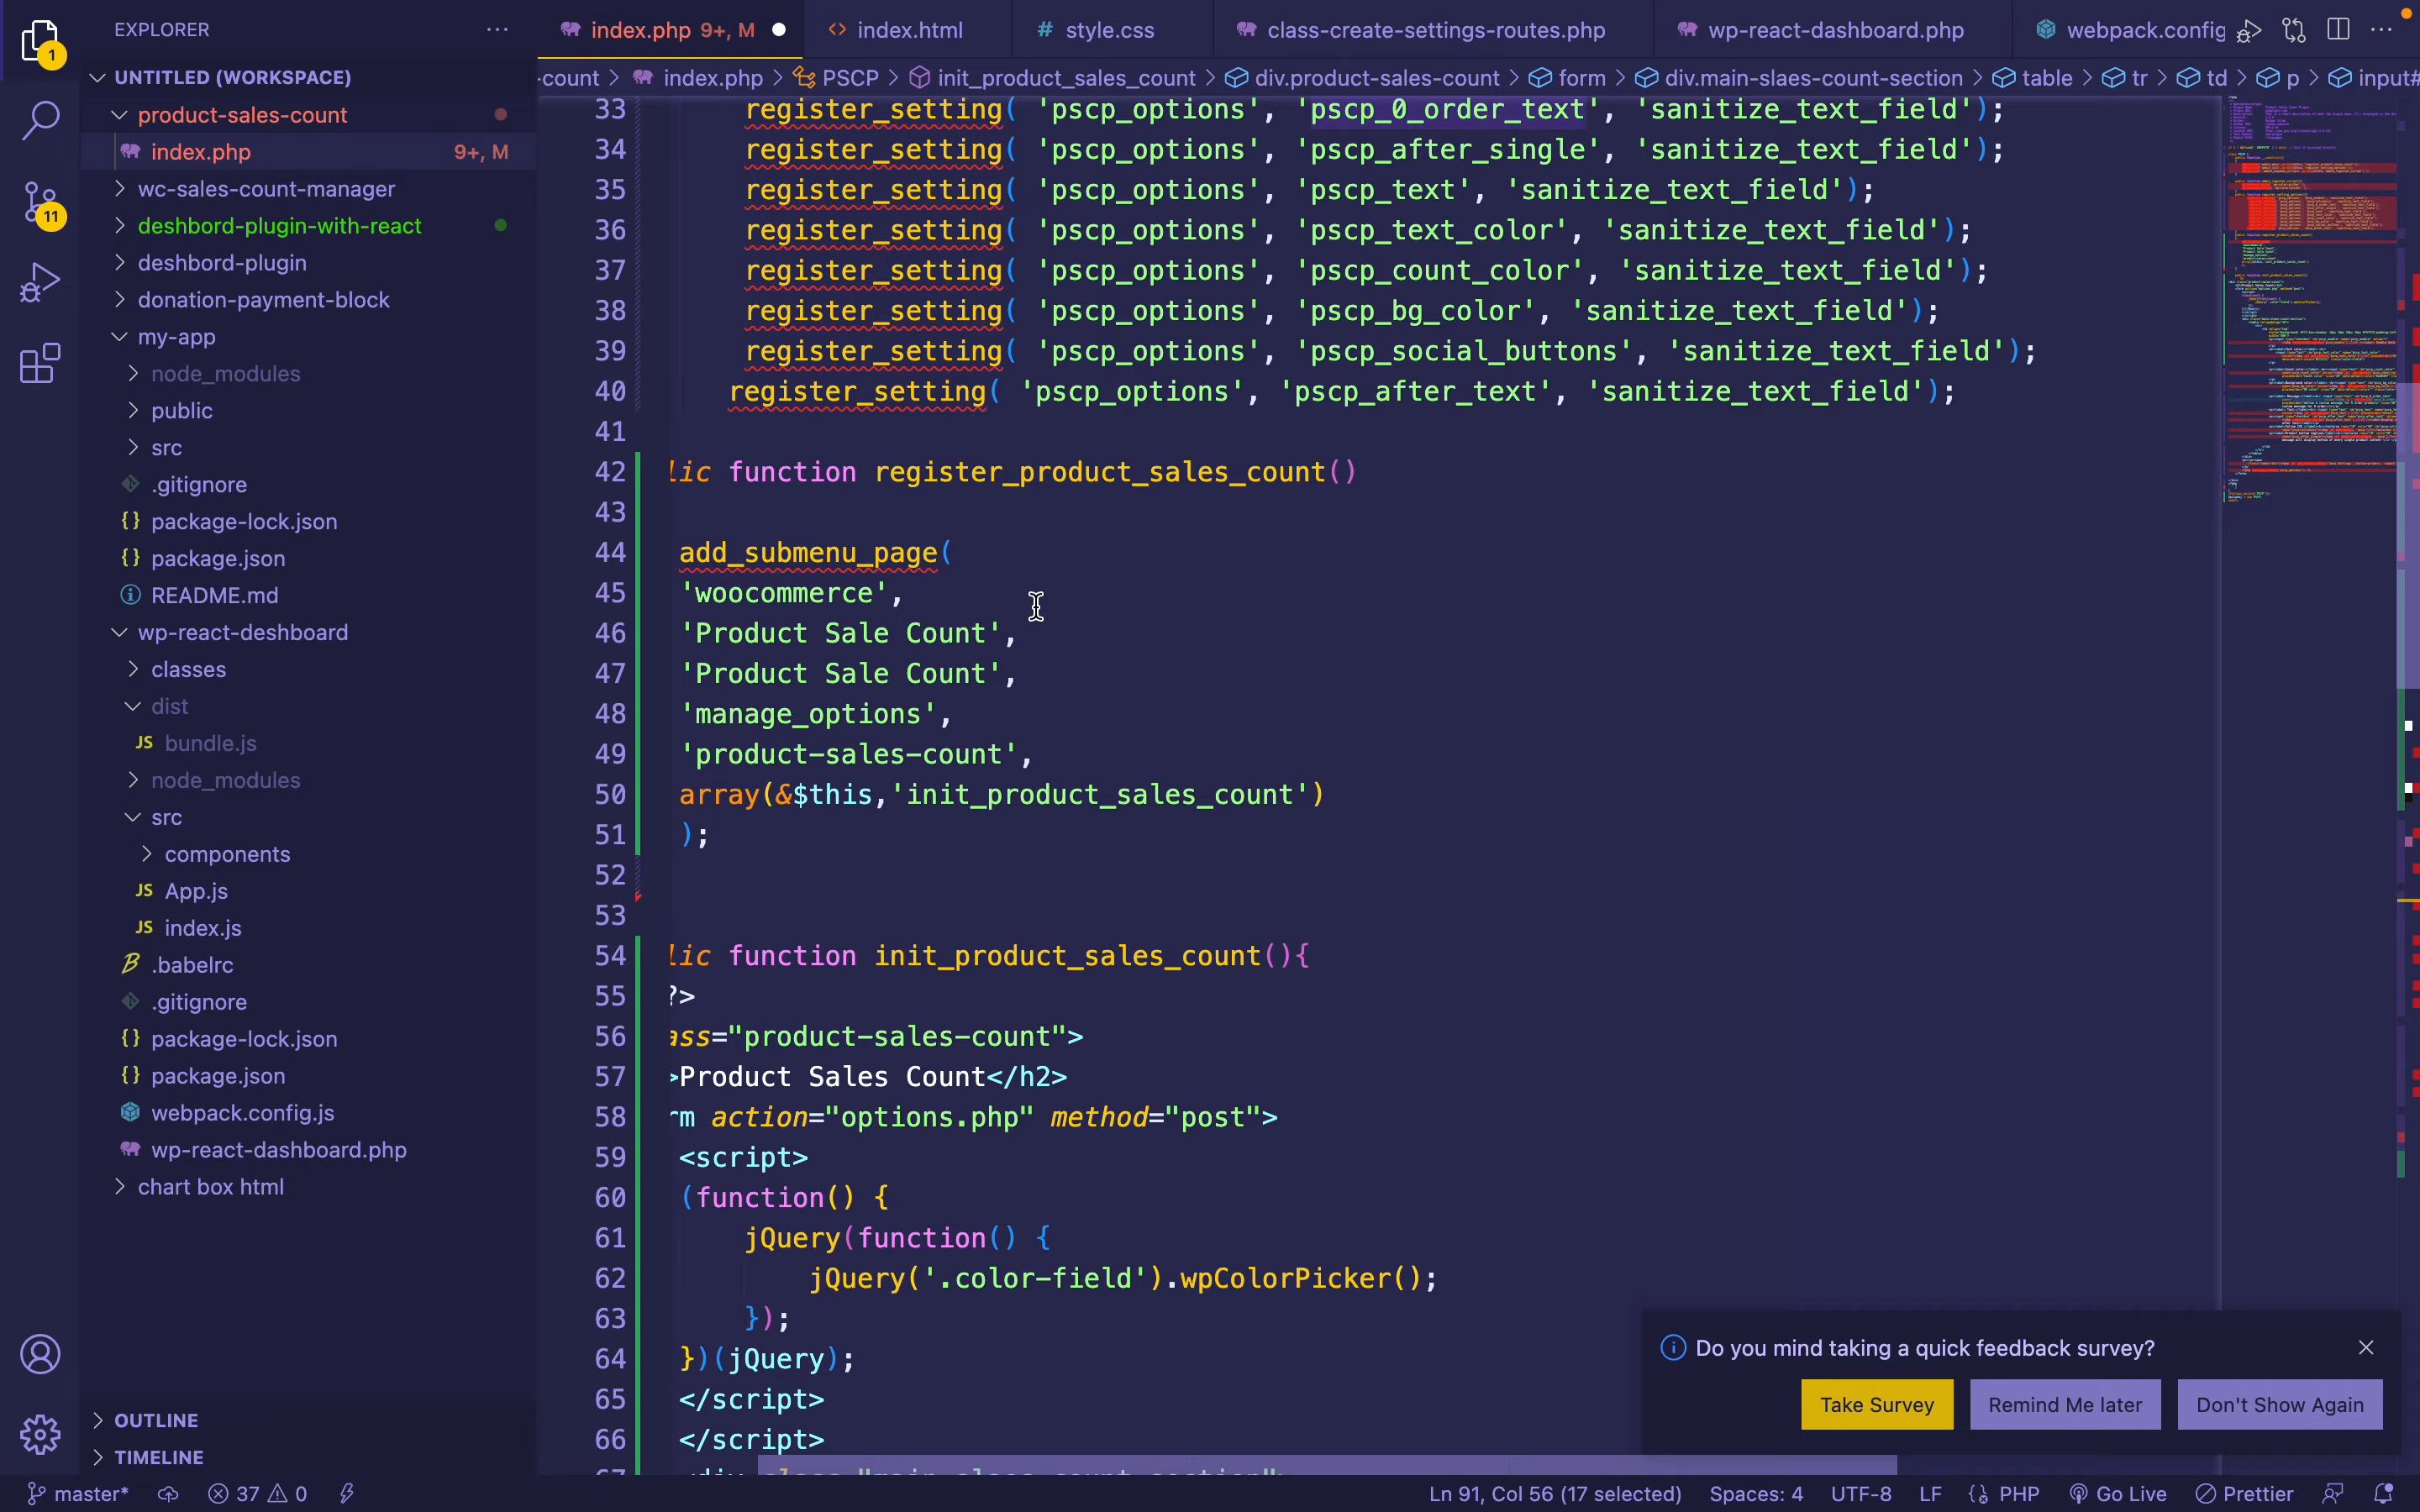 EXPLORER
UNTITLED (WORKSPACE)
product-sales-count
index.php 9+, M
wc-sales-count-manager
deshbord-plugin-with-react
deshbord-plugin
donation-payment-block
my-app
node_modules
public
src
.gitignore
package-lock.json
package.json
README.md
wp-react-deshboard
classes
dist
JS bundle.js
node_modules
src
components
JS App.js
JS index.js
.babelrc
.gitignore
package-lock.json
package.json
webpack.config.js
wp-react-dashboard.php
chart box html
OUTLINE
TIMELINE
1
11
index.php 9+, M
index.html
style.css
class-create-settings-routes.php
wp-react-dashboard.php
webpack.config
-count > index.php > PSCP > init_product_sales_count > div.product-sales-count > form > div.main-slaes-count-section > table > tr > td > p > input#
33 register_setting( 'pscp_options', 'pscp_0_order_text', 'sanitize_text_field');
34 register_setting( 'pscp_options', 'pscp_after_single', 'sanitize_text_field');
35 register_setting( 'pscp_options', 'pscp_text', 'sanitize_text_field');
36 register_setting( 'pscp_options', 'pscp_text_color', 'sanitize_text_field');
37 register_setting( 'pscp_options', 'pscp_count_color', 'sanitize_text_field');
38 register_setting( 'pscp_options', 'pscp_bg_color', 'sanitize_text_field');
39 register_setting( 'pscp_options', 'pscp_social_buttons', 'sanitize_text_field');
40 register_setting( 'pscp_options', 'pscp_after_text', 'sanitize_text_field');
41
42 lic function register_product_sales_count()
43
44 add_submenu_page(
45 'woocommerce',
46 'Product Sale Count',
47 'Product Sale Count',
48 'manage_options',
49 'product-sales-count',
50 array(&$this,'init_product_sales_count')
51 );
52
53
54 lic function init_product_sales_count(){
55 ?>
56 ass="product-sales-count">
57 >Product Sales Count</h2>
58 rm action="options.php" method="post">
59 <script>
60 (function() {
61 jQuery(function() {
62 jQuery('.color-field').wpColorPicker();
63 });
64 })(jQuery);
65 </script>
66 </script>
Do you mind taking a quick feedback survey?
Take Survey
Remind Me later
Don't Show Again
master*
37
0
Ln 91, Col 56 (17 selected)
Spaces: 4
UTF-8
LF
PHP
Go Live
Prettier